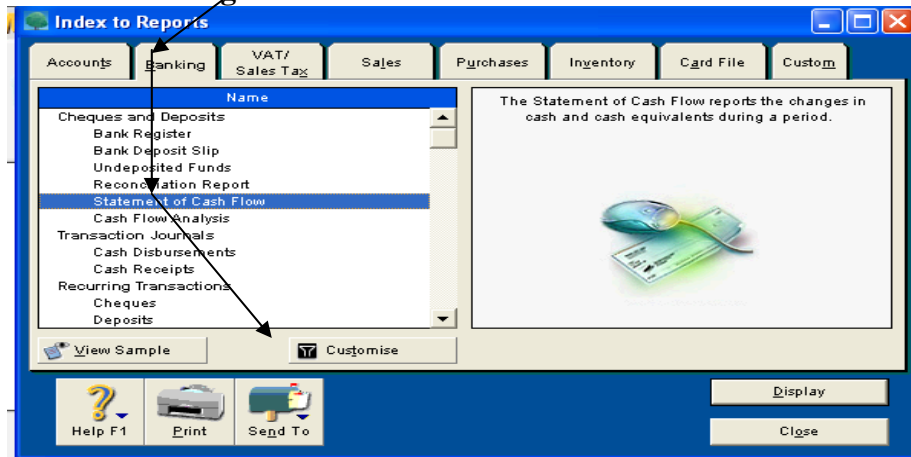 Index to Reports
Accounts
Banking
VAT/
Sales Tax
Sales
Purchases
Inventory
Card File
Custom
Name
Cheques and Deposits
Bank Register
Bank Deposit Slip
Undeposited Funds
Reconciliation Report
Statement of Cash Flow
Cash Flow Analysis
Transaction Journals
Cash Disbursements
Cash Receipts
Recurring Transactions
Cheques
Deposits
The Statement of Cash Flow reports the changes in
cash and cash equivalents during a period.
View Sample
Customise
Help F1
Print
Send To
Display
Close